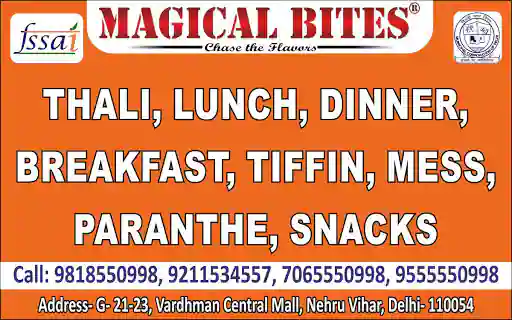 fssai
MAGICAL BITES®
Chase the Flavors
THALI, LUNCH, DINNER,
BREAKFAST, TIFFIN, MESS,
PARANTHE, SNACKS
Call: 9818550998, 9211534557, 7065550998, 9555550998
Address- G- 21-23, Vardhman Central Mall, Nehru Vihar, Delhi- 110054